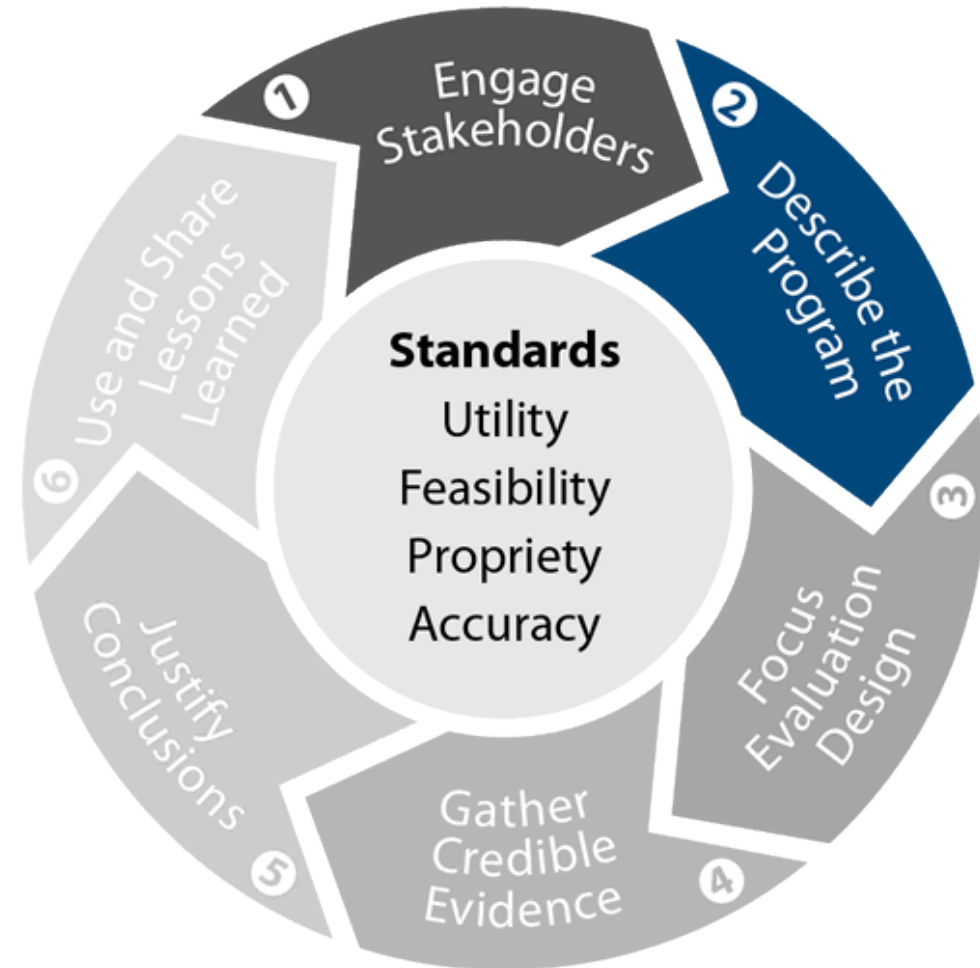 1
Engage
Stakeholders
2
Describe the
Program
3
Focus
Evaluation
Design
4
Gather
Credible
Evidence
5
Justify
Conclusions
6
Use and Share
Lessons
Learned
Standards
Utility
Feasibility
Propriety
Accuracy